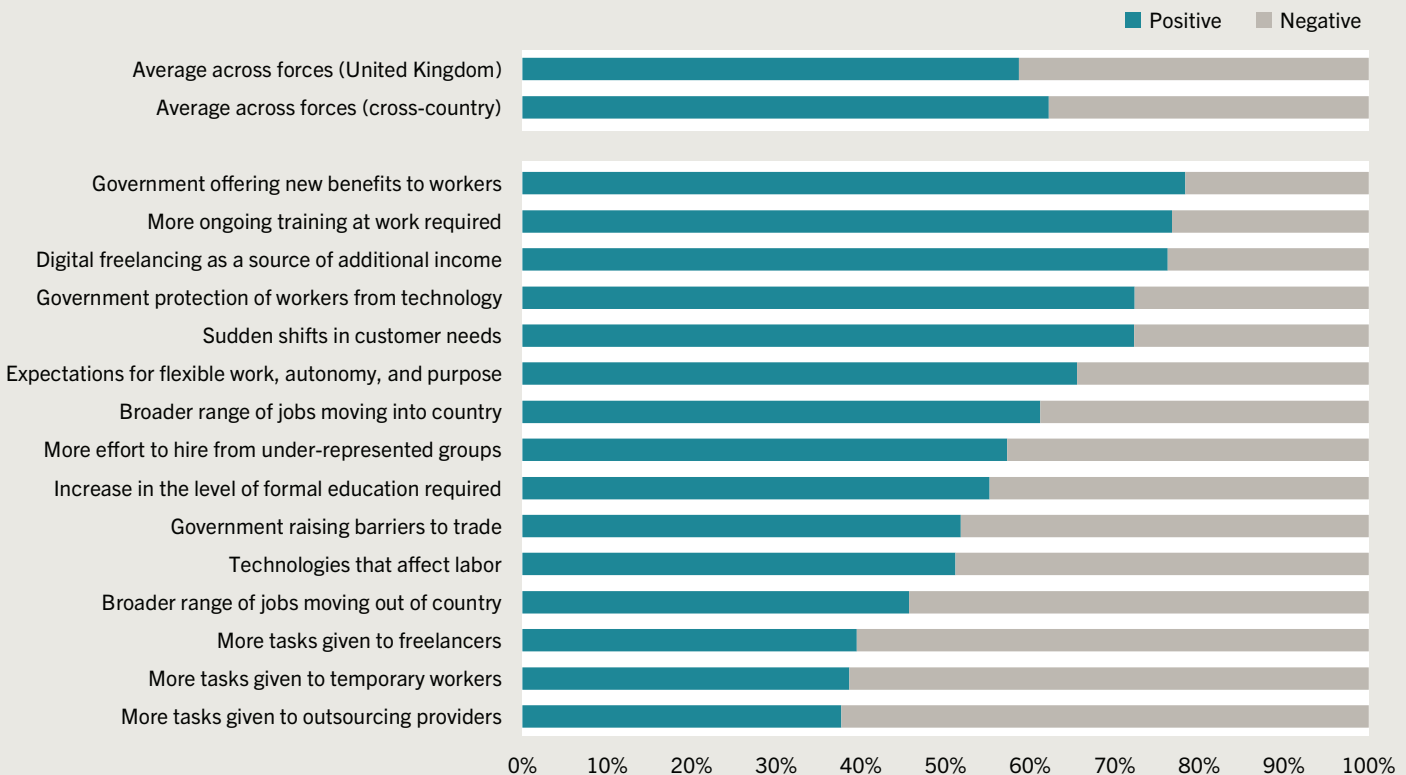 Positive Negative
Average across forces (United Kingdom)
Average across forces (cross-country)
Government offering new benefits to workers
More ongoing training at work required
Digital freelancing as a source of additional income
Government protection of workers from technology
Sudden shifts in customer needs
Expectations for flexible work, autonomy, and purpose
Broader range of jobs moving into country
More effort to hire from under-represented groups
Increase in the level of formal education required
Government raising barriers to trade
Technologies that affect labor
Broader range of jobs moving out of country
More tasks given to freelancers
More tasks given to temporary workers
More tasks given to outsourcing providers
0% 10% 20% 30% 40% 50% 60% 70% 80% 90% 100%